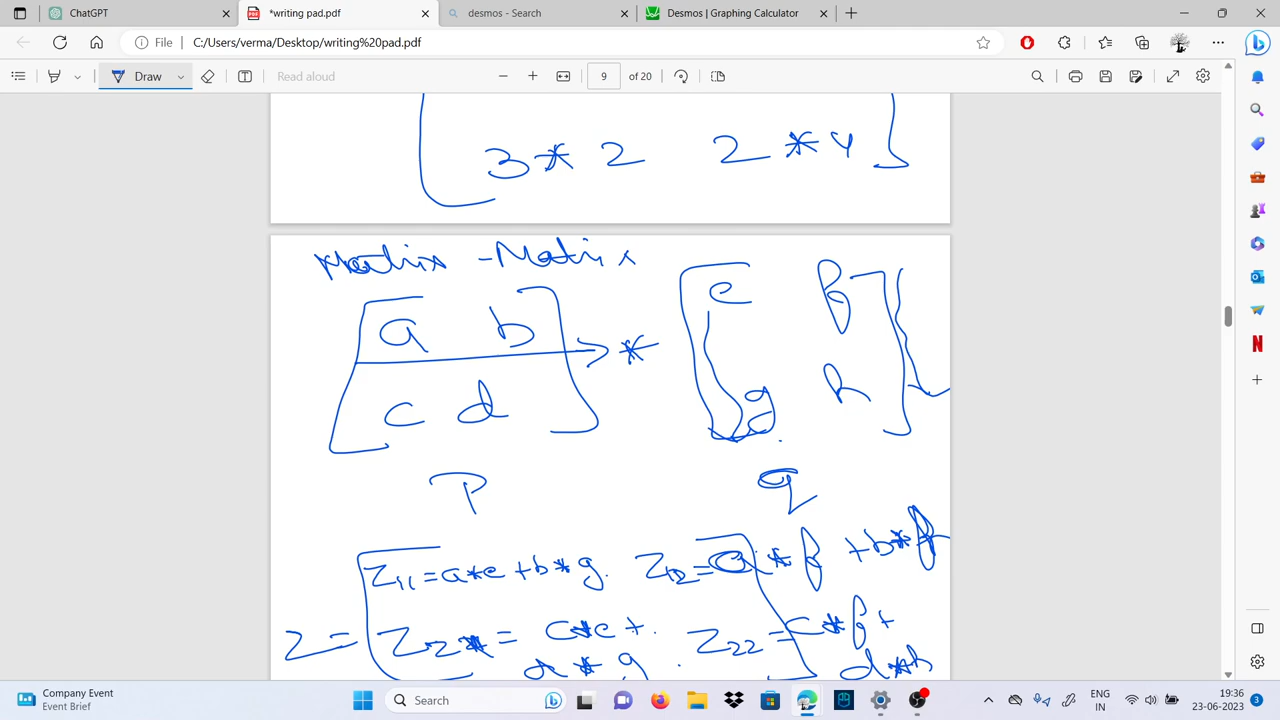 ChatGPT
*writing pad.pdf
desmos - Search
Desmos | Graphing Calculator
File
C:/Users/verma/Desktop/writing%20pad.pdf
Draw
Read aloud
9 of 20
3 * 2 2 * 4
Matrix - Matrix
a b * e f
c d g h
P q
Z11 = a*e + b*g. Z12 = a * f + b*h
Z = Z22* = c*e +. Z22 = c* f +
d * g. d*h
Company Event
Event Brief
Search
ENG
IN
19:36
23-06-2023
3